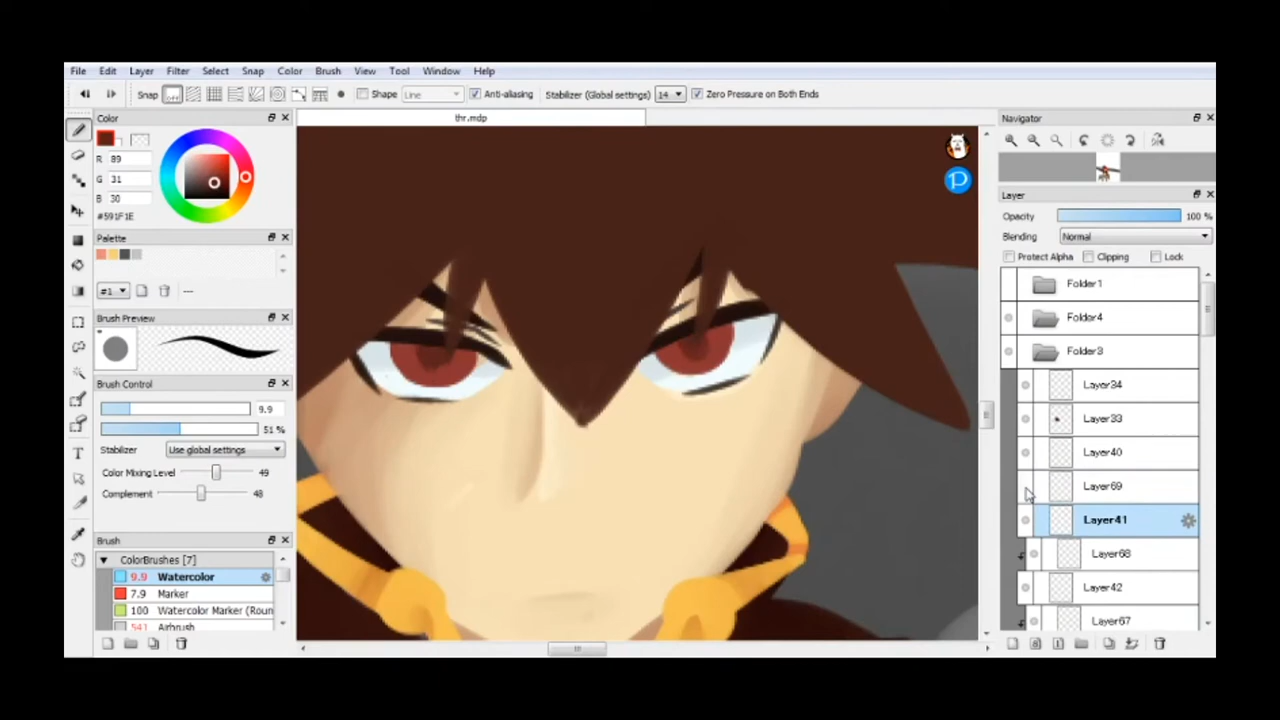 File Edit Layer Filter Select Snap Color Brush View Tool Window Help
Snap off Shape Line Anti-aliasing Stabilizer (Global settings) 14 Zero Pressure on Both Ends
Color
R 89
G 31
B 30
#591F1E
Palette
#1 ---
Brush Preview
Brush Control
9.9
51 %
Stabilizer Use global settings
Color Mixing Level 49
Complement 48
Brush
ColorBrushes [7]
9.9 Watercolor
7.9 Marker
100 Watercolor Marker (Roun
541 Airbrush
thr.mdp
P
Navigator
Layer
Opacity 100 %
Blending Normal
Protect Alpha Clipping Lock
Folder1
Folder4
Folder3
Layer34
Layer33
Layer40
Layer69
Layer41
Layer68
Layer42
Layer67